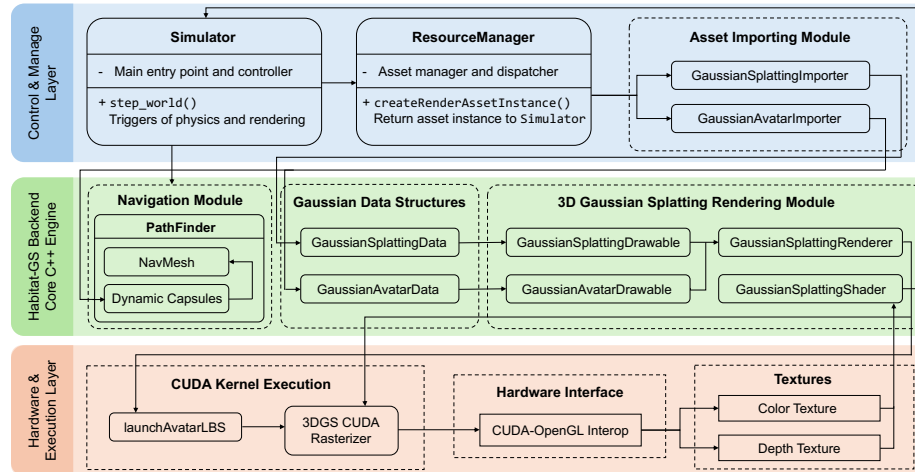 Control & Manage
Layer
Simulator
- Main entry point and controller
+ step_world()
Triggers of physics and rendering
ResourceManager
- Asset manager and dispatcher
+ createRenderAssetInstance()
Return asset instance to Simulator
Asset Importing Module
GaussianSplattingImporter
GaussianAvatarImporter
Habitat-GS Backend
Core C++ Engine
Navigation Module
PathFinder
NavMesh
Dynamic Capsules
Gaussian Data Structures
GaussianSplattingData
GaussianAvatarData
3D Gaussian Splatting Rendering Module
GaussianSplattingDrawable
GaussianAvatarDrawable
GaussianSplattingRenderer
GaussianSplattingShader
Hardware &
Execution Layer
CUDA Kernel Execution
launchAvatarLBS
3DGS CUDA
Rasterizer
Hardware Interface
CUDA-OpenGL Interop
Textures
Color Texture
Depth Texture